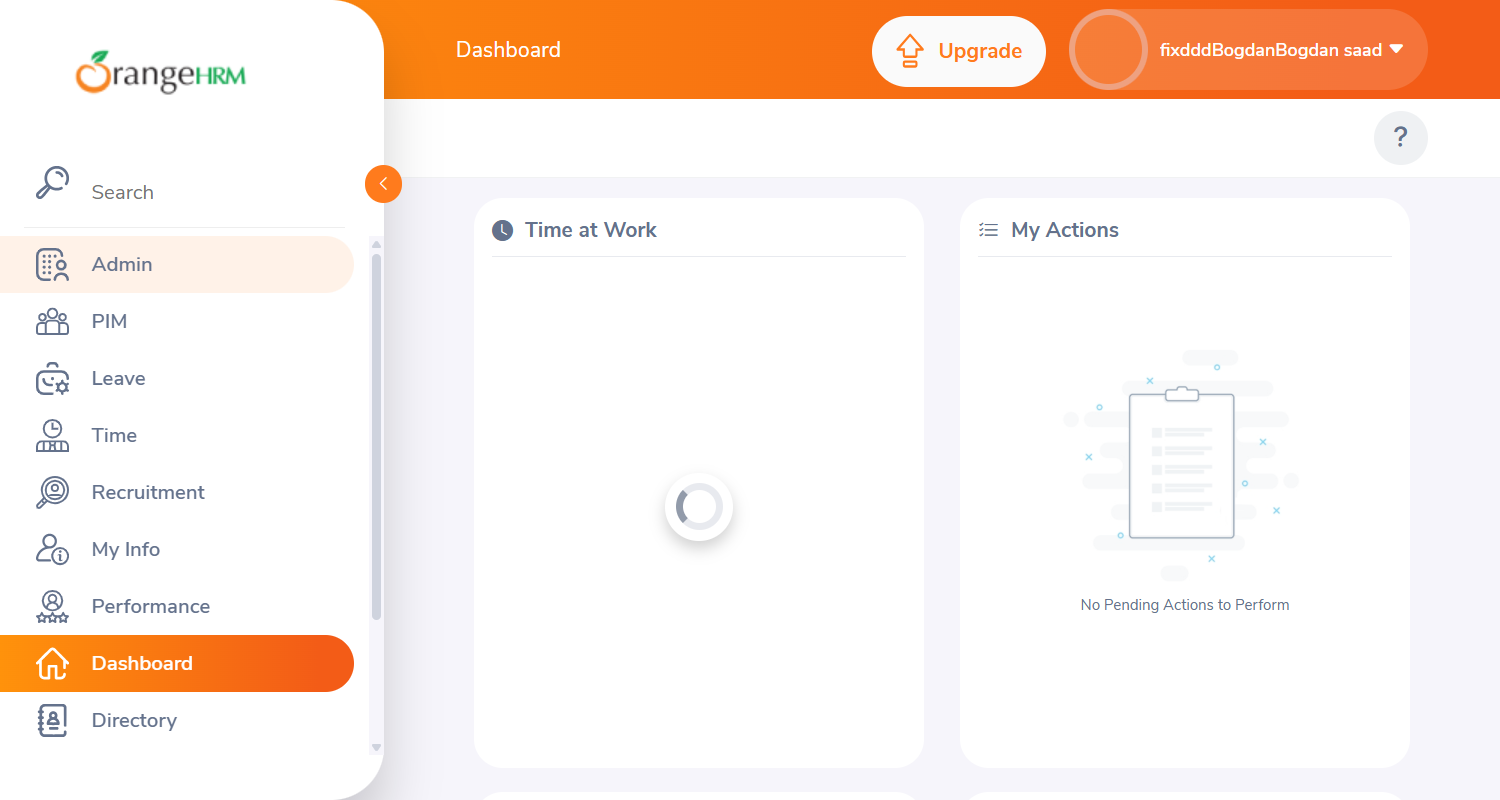 OrangeHRM
Dashboard
Upgrade
fixdddBogdanBogdan saad
?
Search
Admin
PIM
Leave
Time
Recruitment
My Info
Performance
Dashboard
Directory
Time at Work
My Actions
No Pending Actions to Perform